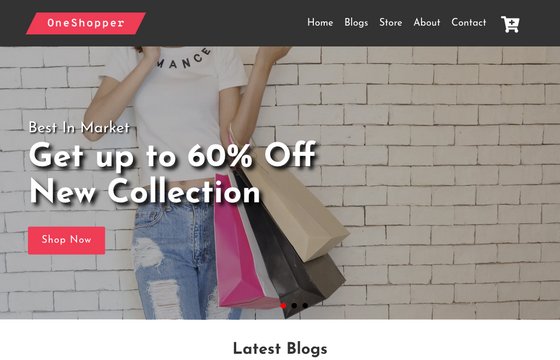 OneShopper
Home Blogs Store About Contact
MANCE
Best In Market
Get up to 60% Off
New Collection
Shop Now
Latest Blogs